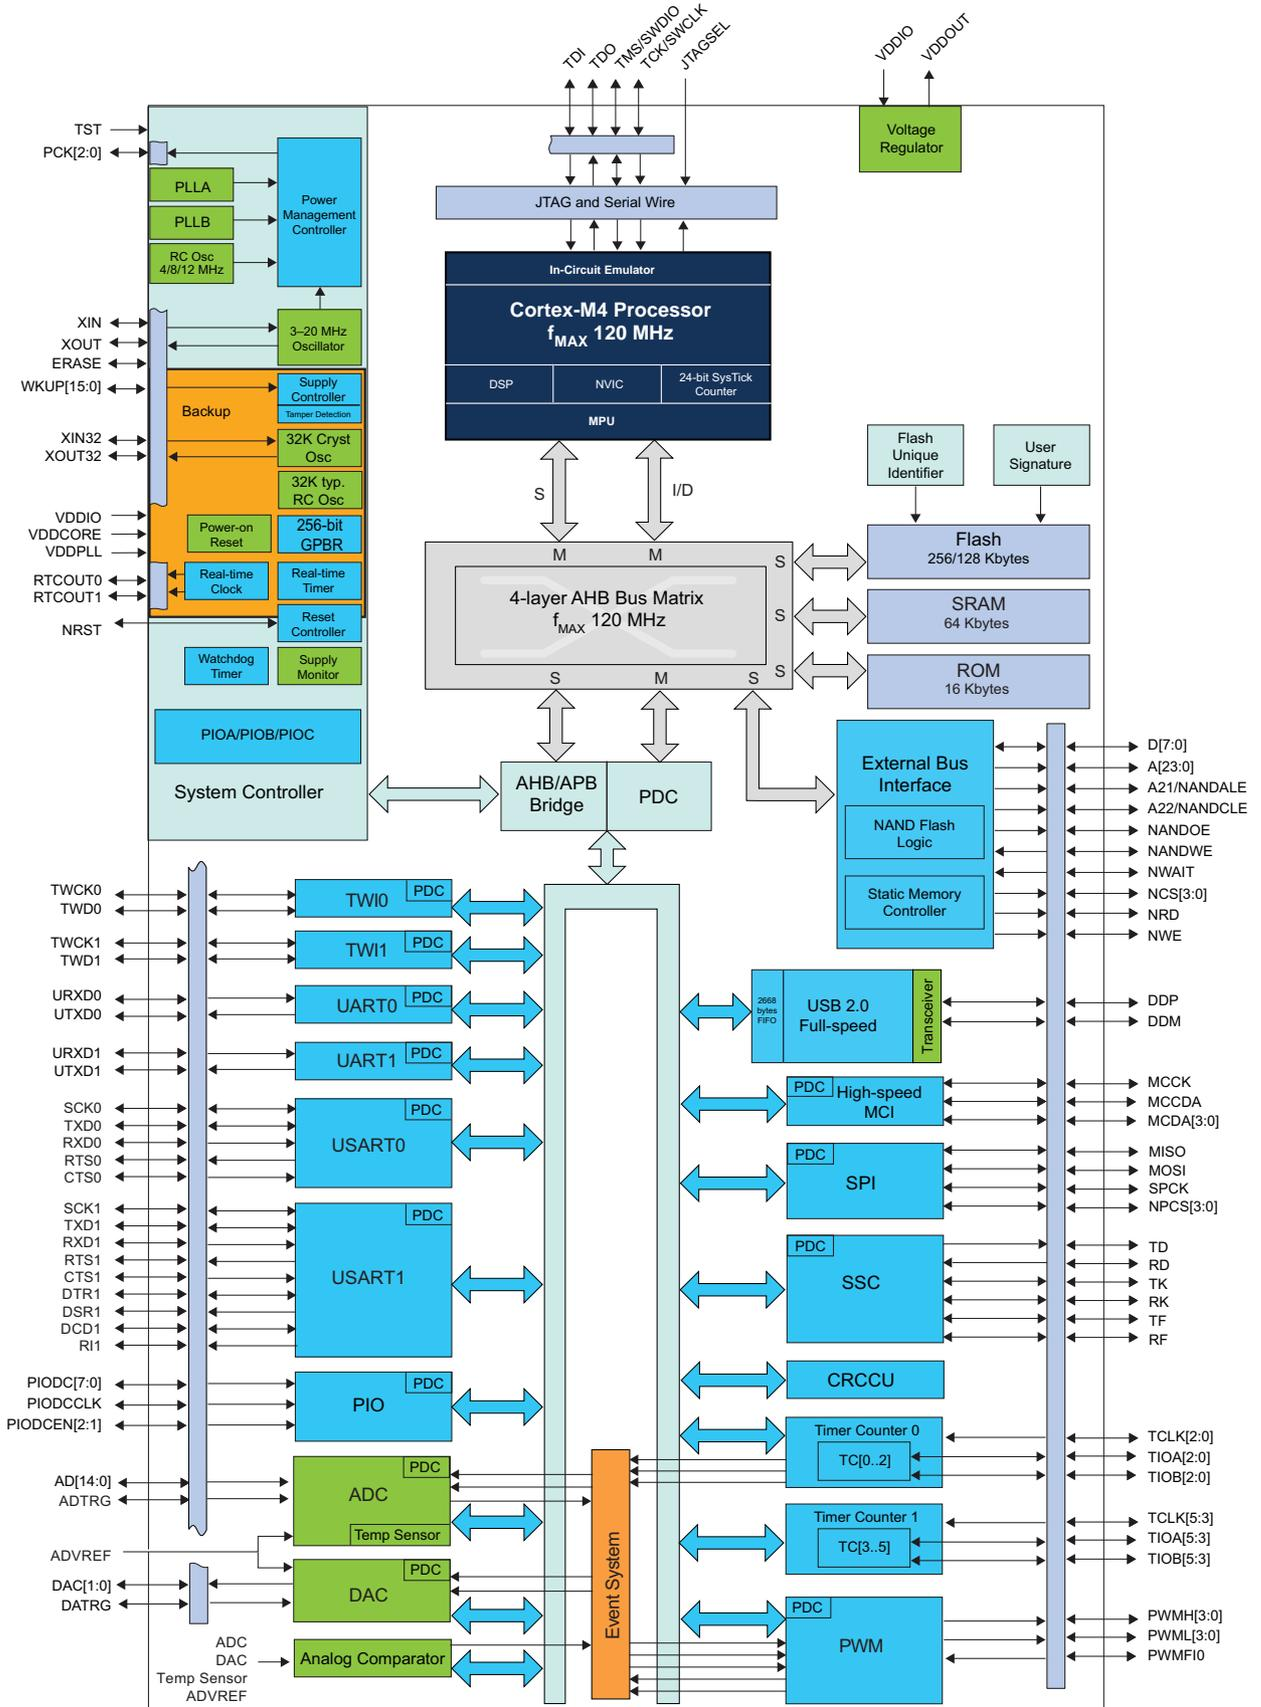 TDI
TDO
TMS/SWDIO
TCK/SWCLK
JTAGSEL
VDDIO
VDDOUT
Voltage
Regulator
TST
PCK[2:0]
PLLA
PLLB
RC Osc
4/8/12 MHz
Power
Management
Controller
XIN
XOUT
ERASE
WKUP[15:0]
XIN32
XOUT32
VDDIO
VDDCORE
VDDPLL
RTCOUT0
RTCOUT1
NRST
3–20 MHz
Oscillator
Backup
Supply
Controller
Tamper Detection
32K Cryst
Osc
32K typ.
RC Osc
Power-on
Reset
256-bit
GPBR
Real-time
Clock
Real-time
Timer
Reset
Controller
Watchdog
Timer
Supply
Monitor
PIOA/PIOB/PIOC
System Controller
JTAG and Serial Wire
In-Circuit Emulator
Cortex-M4 Processor
fMAX 120 MHz
DSP
NVIC
24-bit SysTick
Counter
MPU
S
I/D
M
M
S
4-layer AHB Bus Matrix
fMAX 120 MHz
S
S
S
M
S
Flash
Unique
Identifier
User
Signature
Flash
256/128 Kbytes
SRAM
64 Kbytes
ROM
16 Kbytes
AHB/APB
Bridge
PDC
External Bus
Interface
NAND Flash
Logic
Static Memory
Controller
D[7:0]
A[23:0]
A21/NANDALE
A22/NANDCLE
NANDOE
NANDWE
NWAIT
NCS[3:0]
NRD
NWE
TWCK0
TWD0
TWCK1
TWD1
URXD0
UTXD0
URXD1
UTXD1
SCK0
TXD0
RXD0
RTS0
CTS0
SCK1
TXD1
RXD1
RTS1
CTS1
DTR1
DSR1
DCD1
RI1
PIODC[7:0]
PIODCCLK
PIODCEN[2:1]
AD[14:0]
ADTRG
ADVREF
DAC[1:0]
DATRG
ADC
DAC
Temp Sensor
ADVREF
PDC
TWI0
PDC
TWI1
PDC
UART0
PDC
UART1
PDC
USART0
PDC
USART1
PDC
PIO
PDC
ADC
Temp Sensor
PDC
DAC
Analog Comparator
Event System
2668
bytes
FIFO
USB 2.0
Full-speed
Transceiver
DDP
DDM
PDC
High-speed
MCI
MCCK
MCCDA
MCDA[3:0]
PDC
SPI
MISO
MOSI
SPCK
NPCS[3:0]
PDC
SSC
TD
RD
TK
RK
TF
RF
CRCCU
Timer Counter 0
TC[0..2]
TCLK[2:0]
TIOA[2:0]
TIOB[2:0]
Timer Counter 1
TC[3..5]
TCLK[5:3]
TIOA[5:3]
TIOB[5:3]
PDC
PWM
PWMH[3:0]
PWML[3:0]
PWMFI0